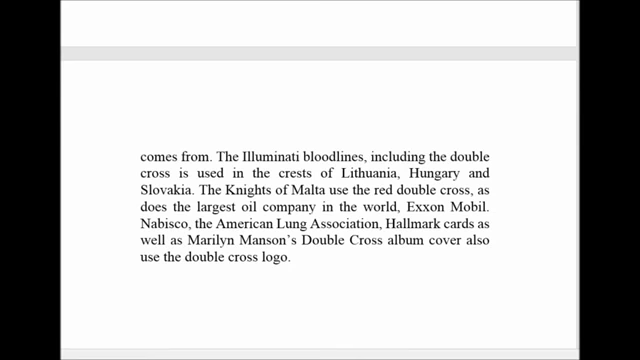 comes from. The Illuminati bloodlines, including the double
cross is used in the crests of Lithuania, Hungary and
Slovakia. The Knights of Malta use the red double cross, as
does the largest oil company in the world, Exxon Mobil.
Nabisco, the American Lung Association, Hallmark cards as
well as Marilyn Manson's Double Cross album cover also
use the double cross logo.